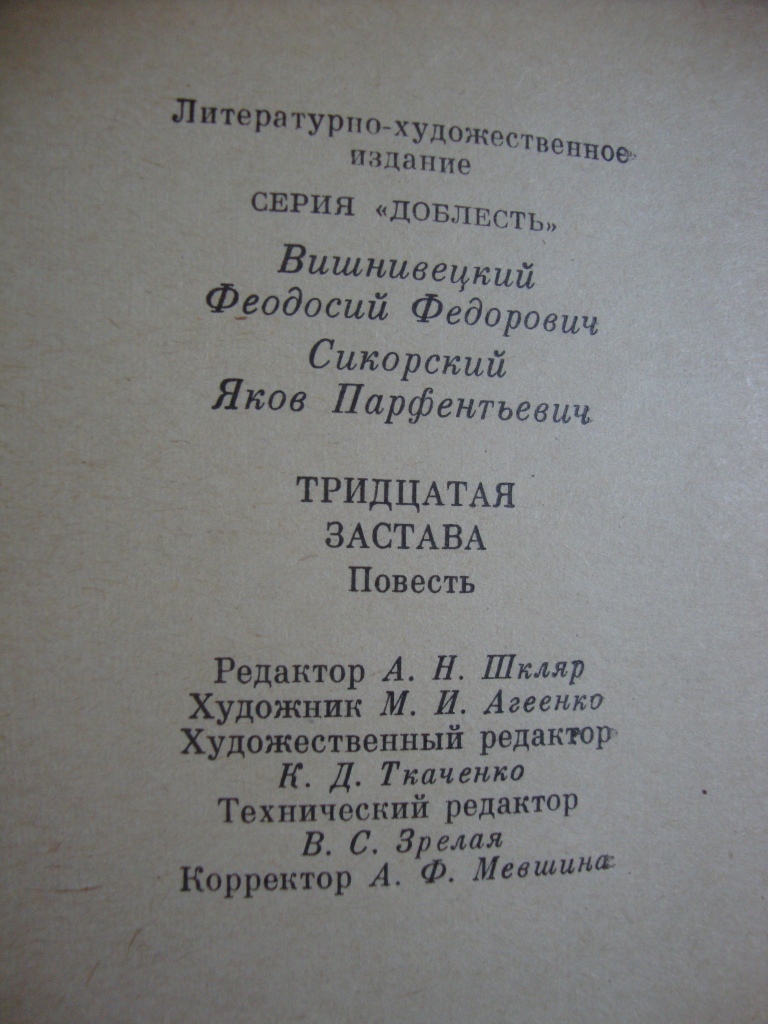 Литературно-художественное
издание
СЕРИЯ «ДОБЛЕСТЬ»
Вишнивецкий
Феодосий Федорович
Сикорский
Яков Парфентьевич
ТРИДЦАТАЯ
ЗАСТАВА
Повесть
Редактор А. Н. Шкляр
Художник М. И. Агеенко
Художественный редактор
К. Д. Ткаченко
Технический редактор
В. С. Зрелая
Корректор А. Ф. Мевшина